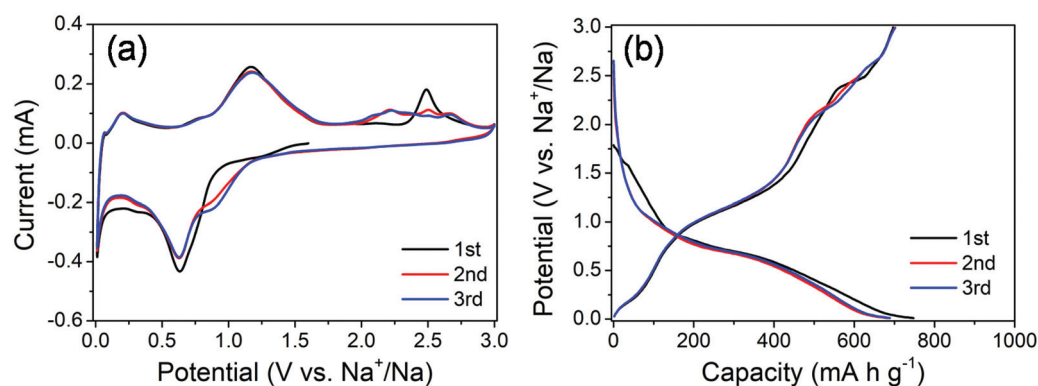 (a)
0.4
0.2
0.0
-0.2
-0.4
-0.6
Current (mA)
1st
2nd
3rd
0.0 0.5 1.0 1.5 2.0 2.5 3.0
Potential (V vs. Na⁺/Na)
(b)
3.0
2.5
2.0
1.5
1.0
0.5
0.0
Potential (V vs. Na⁺/Na)
1st
2nd
3rd
0 200 400 600 800 1000
Capacity (mA h g⁻¹)